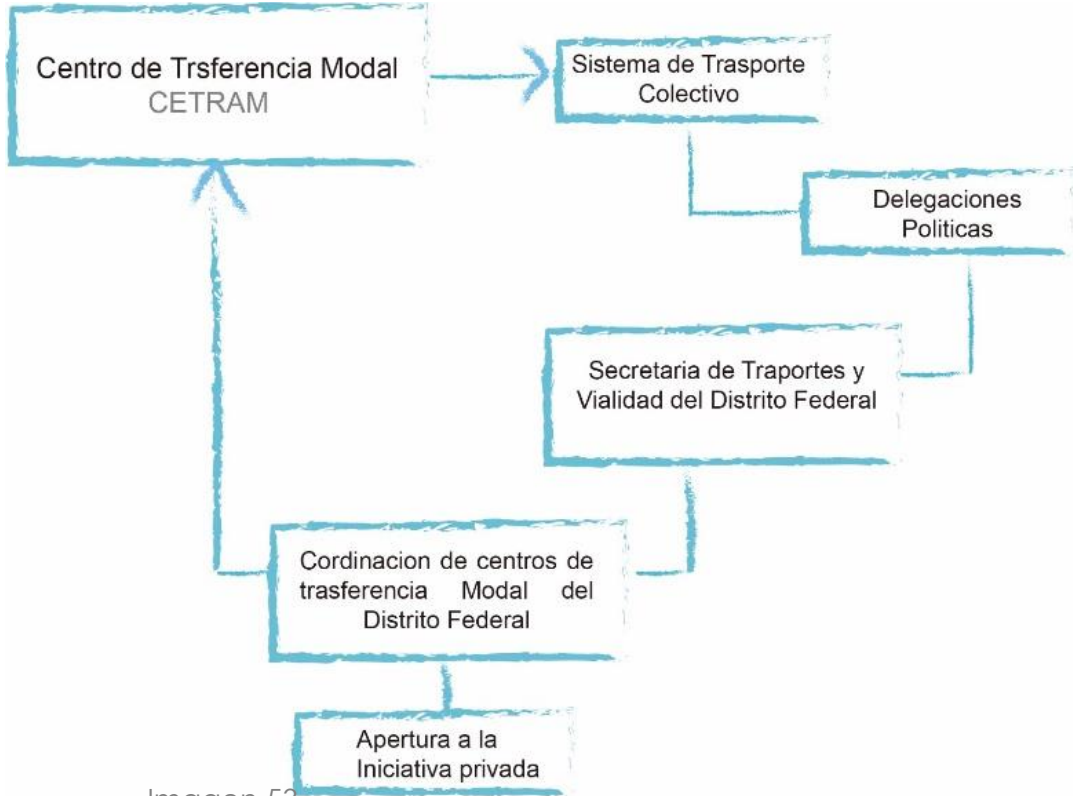 Centro de Trsferencia Modal
CETRAM
Sistema de Trasporte
Colectivo
Delegaciones
Politicas
Secretaria de Traportes y
Vialidad del Distrito Federal
Cordinacion de centros de
trasferencia Modal del
Distrito Federal
Apertura a la
Iniciativa privada